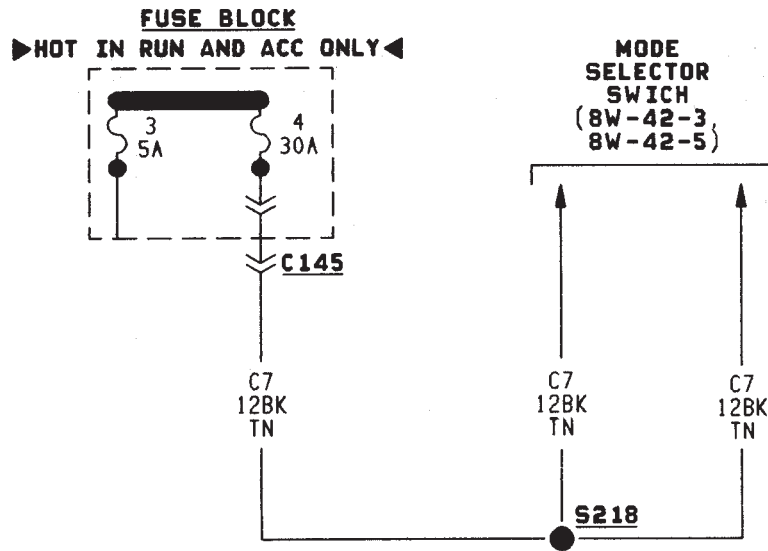 FUSE BLOCK
HOT IN RUN AND ACC ONLY
3
5A
4
30A
C145
C7
12BK
TN
MODE
SELECTOR
SWICH
(8W-42-3,
8W-42-5)
C7
12BK
TN
C7
12BK
TN
S218